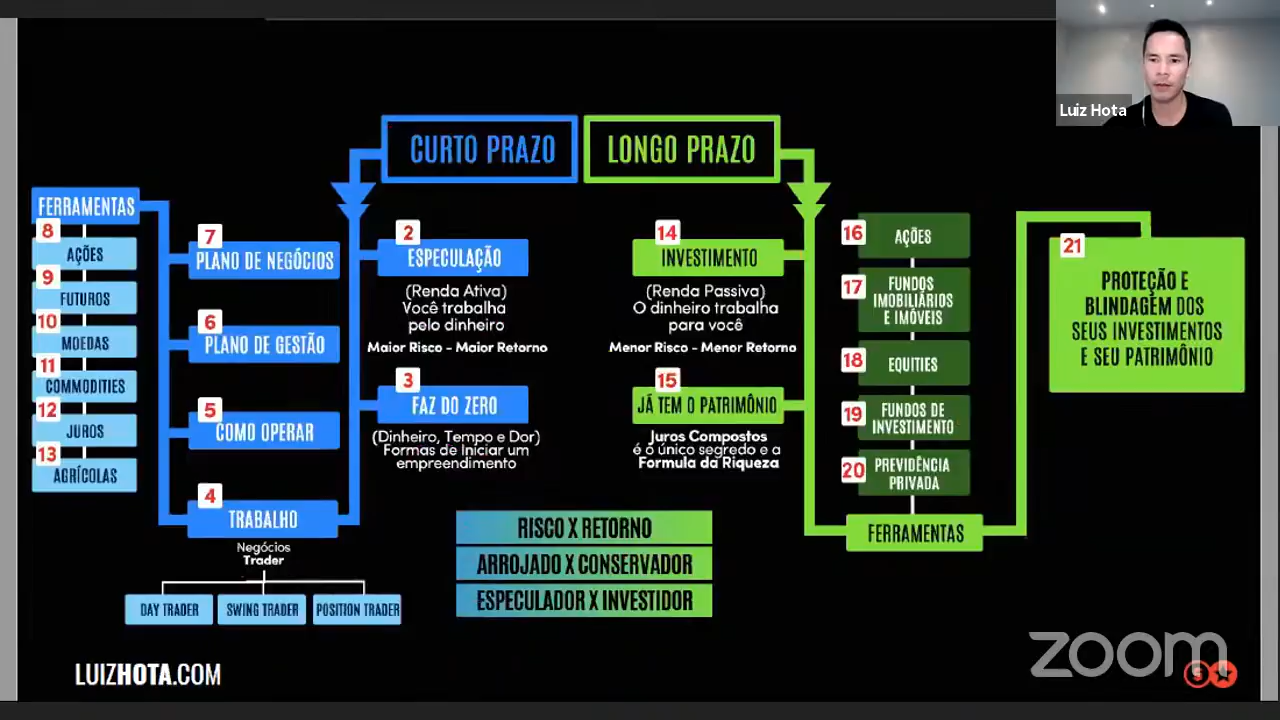 Luiz Hota
CURTO PRAZO
LONGO PRAZO
FERRAMENTAS
8
AÇÕES
9
FUTUROS
10
MOEDAS
11
COMMODITIES
12
JUROS
13
AGRÍCOLAS
7
PLANO DE NEGÓCIOS
6
PLANO DE GESTÃO
5
COMO OPERAR
4
TRABALHO
Negócios
Trader
DAY TRADER
SWING TRADER
POSITION TRADER
2
ESPECULAÇÃO
(Renda Ativa)
Você trabalha
pelo dinheiro
Maior Risco - Maior Retorno
3
FAZ DO ZERO
(Dinheiro, Tempo e Dor)
Formas de Iniciar um
empreendimento
14
INVESTIMENTO
(Renda Passiva)
O dinheiro trabalha
para você
Menor Risco - Menor Retorno
15
JÁ TEM O PATRIMÔNIO
Juros Compostos
é o único segredo e a
Formula da Riqueza
RISCO X RETORNO
ARROJADO X CONSERVADOR
ESPECULADOR X INVESTIDOR
16
AÇÕES
17
FUNDOS
IMOBILIÁRIOS
E IMÓVEIS
18
EQUITIES
19
FUNDOS DE
INVESTIMENTO
20
PREVIDÊNCIA
PRIVADA
FERRAMENTAS
21
PROTEÇÃO E
BLINDAGEM DOS
SEUS INVESTIMENTOS
E SEU PATRIMÔNIO
LUIZHOTA.COM
zoom